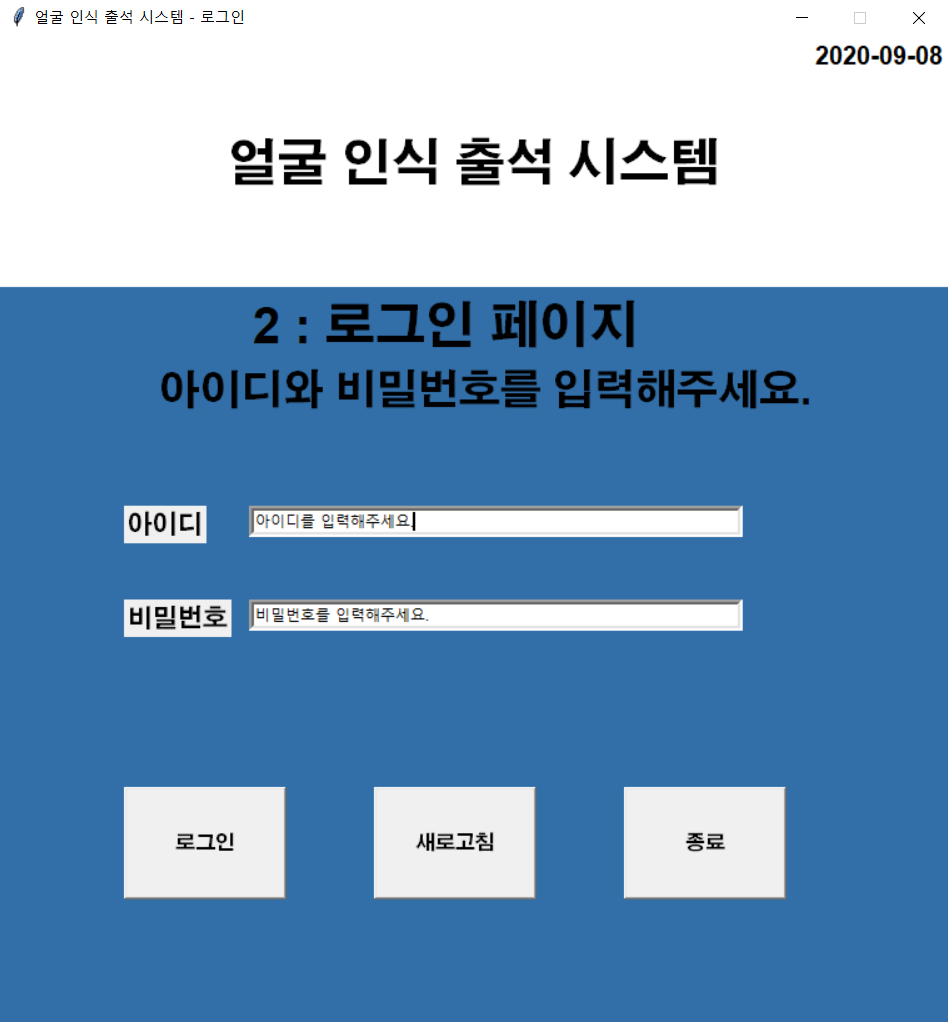 얼굴 인식 출석 시스템 - 로그인
2020-09-08
얼굴 인식 출석 시스템
2 : 로그인 페이지
아이디와 비밀번호를 입력해주세요.
아이디 아이디를 입력해주세요.
비밀번호 비밀번호를 입력해주세요.
로그인 새로고침 종료